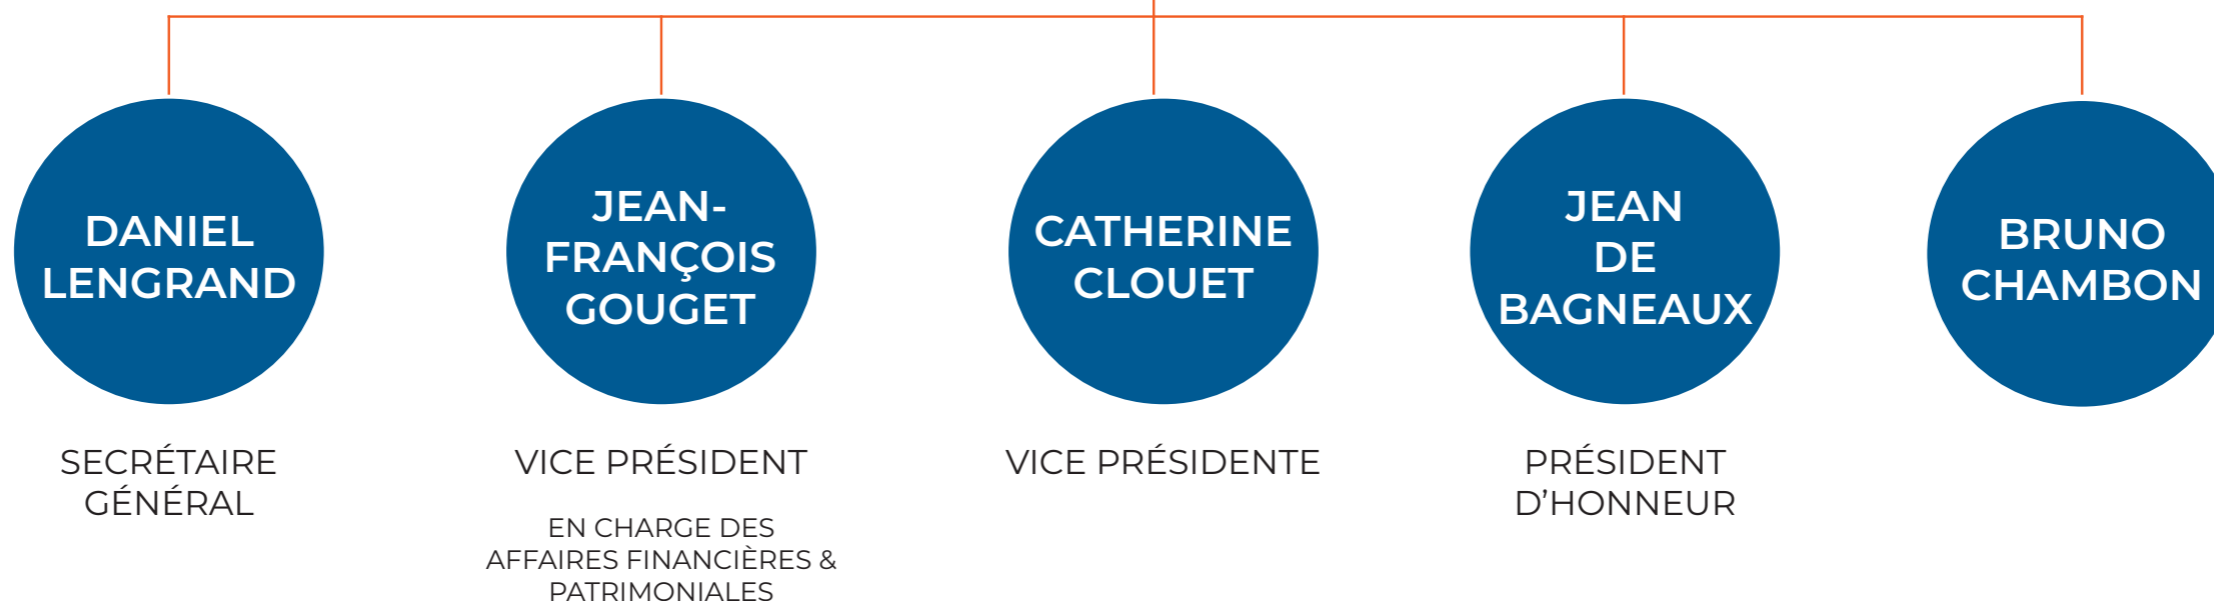 DANIEL
LENGRAND
SECRÉTAIRE
GÉNÉRAL
JEAN-
FRANÇOIS
GOUGET
VICE PRÉSIDENT
EN CHARGE DES
AFFAIRES FINANCIÈRES &
PATRIMONIALES
CATHERINE
CLOUET
VICE PRÉSIDENTE
JEAN
DE
BAGNEAUX
PRÉSIDENT
D’HONNEUR
BRUNO
CHAMBON